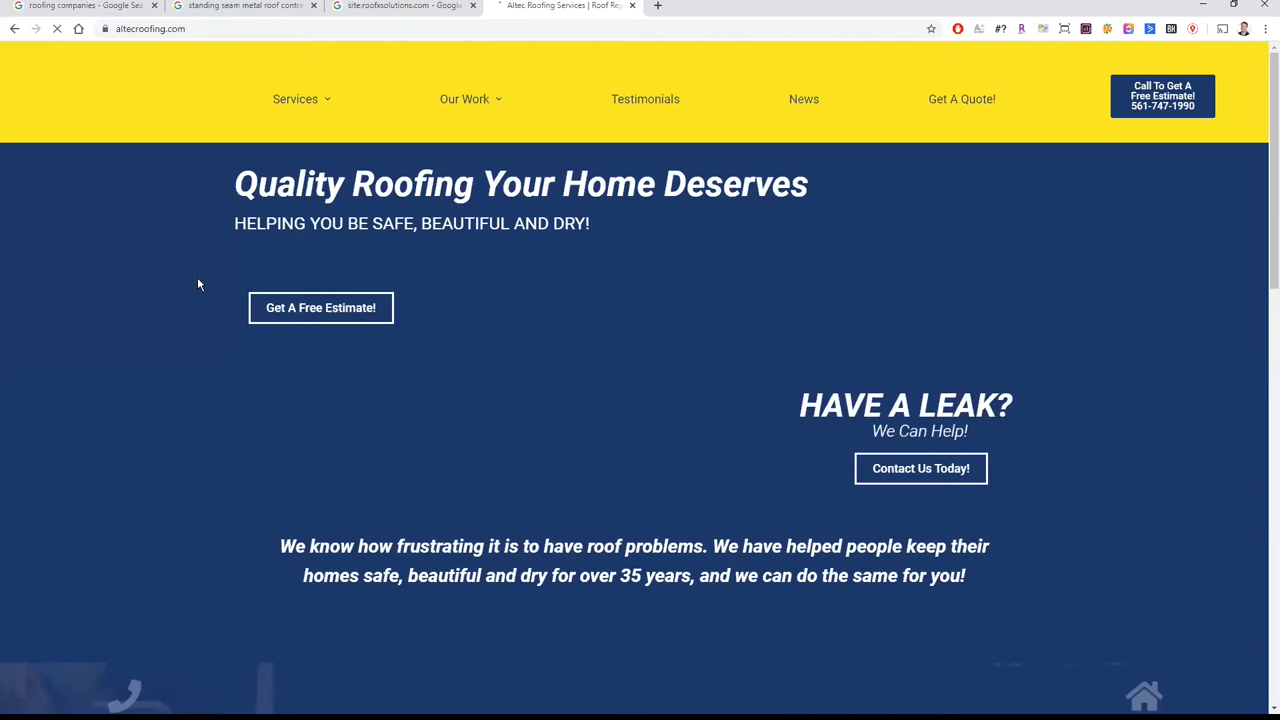 roofing companies - Google Sea
standing seam metal roof contra
site:roofxsolutions.com - Google
Altec Roofing Services | Roof Rep
altecroofing.com
#?
Services
Our Work
Testimonials
News
Get A Quote!
Call To Get A
Free Estimate!
561-747-1990
Quality Roofing Your Home Deserves
HELPING YOU BE SAFE, BEAUTIFUL AND DRY!
Get A Free Estimate!
HAVE A LEAK?
We Can Help!
Contact Us Today!
We know how frustrating it is to have roof problems. We have helped people keep their
homes safe, beautiful and dry for over 35 years, and we can do the same for you!